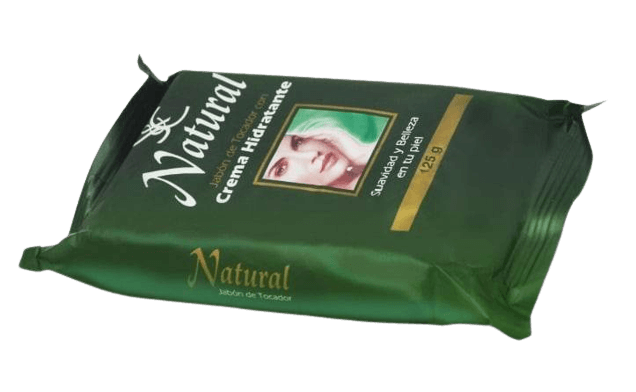 Natural
Jabón de Tocador con
Crema Hidratante
Suavidad y Belleza
en tu piel
125 g
Natural
Jabón de Tocador